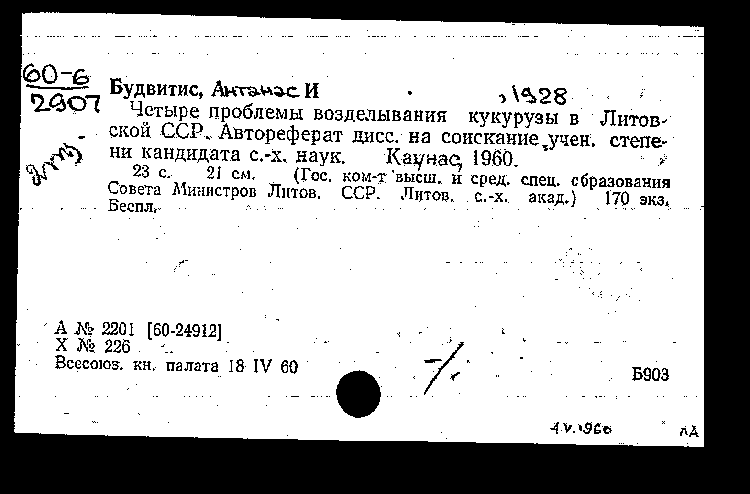 60-6
2907
Будвитис, Антанас И
, 1928
Четыре проблемы возделывания кукурузы в Литов-
ской ССР. Автореферат дисс. на соискание учен. степе-
ни кандидата с.-х. наук. Каунас, 1960.
23 с. 21 см. (Гос. ком-т высш. и сред. спец. образования
Совета Министров Литов. ССР. Литов. с.-х. акад.) 170 экз.
Беспл.
А № 2201 [60-24912]
Х № 226
Всесоюз. кн. палата 18 IV 60
Б903
4.V.1960